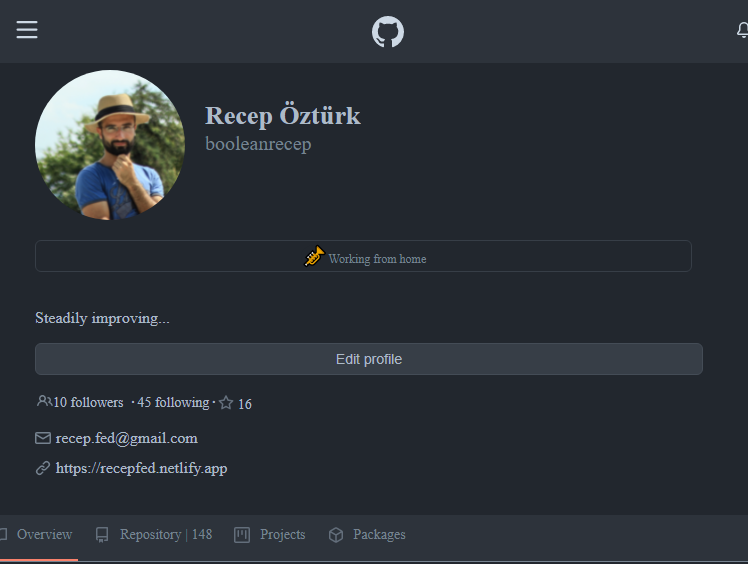 Recep Öztürk
booleanrecep
Working from home
Steadily improving...
Edit profile
10 followers · 45 following · 16
recep.fed@gmail.com
https://recepfed.netlify.app
Overview Repository | 148 Projects Packages